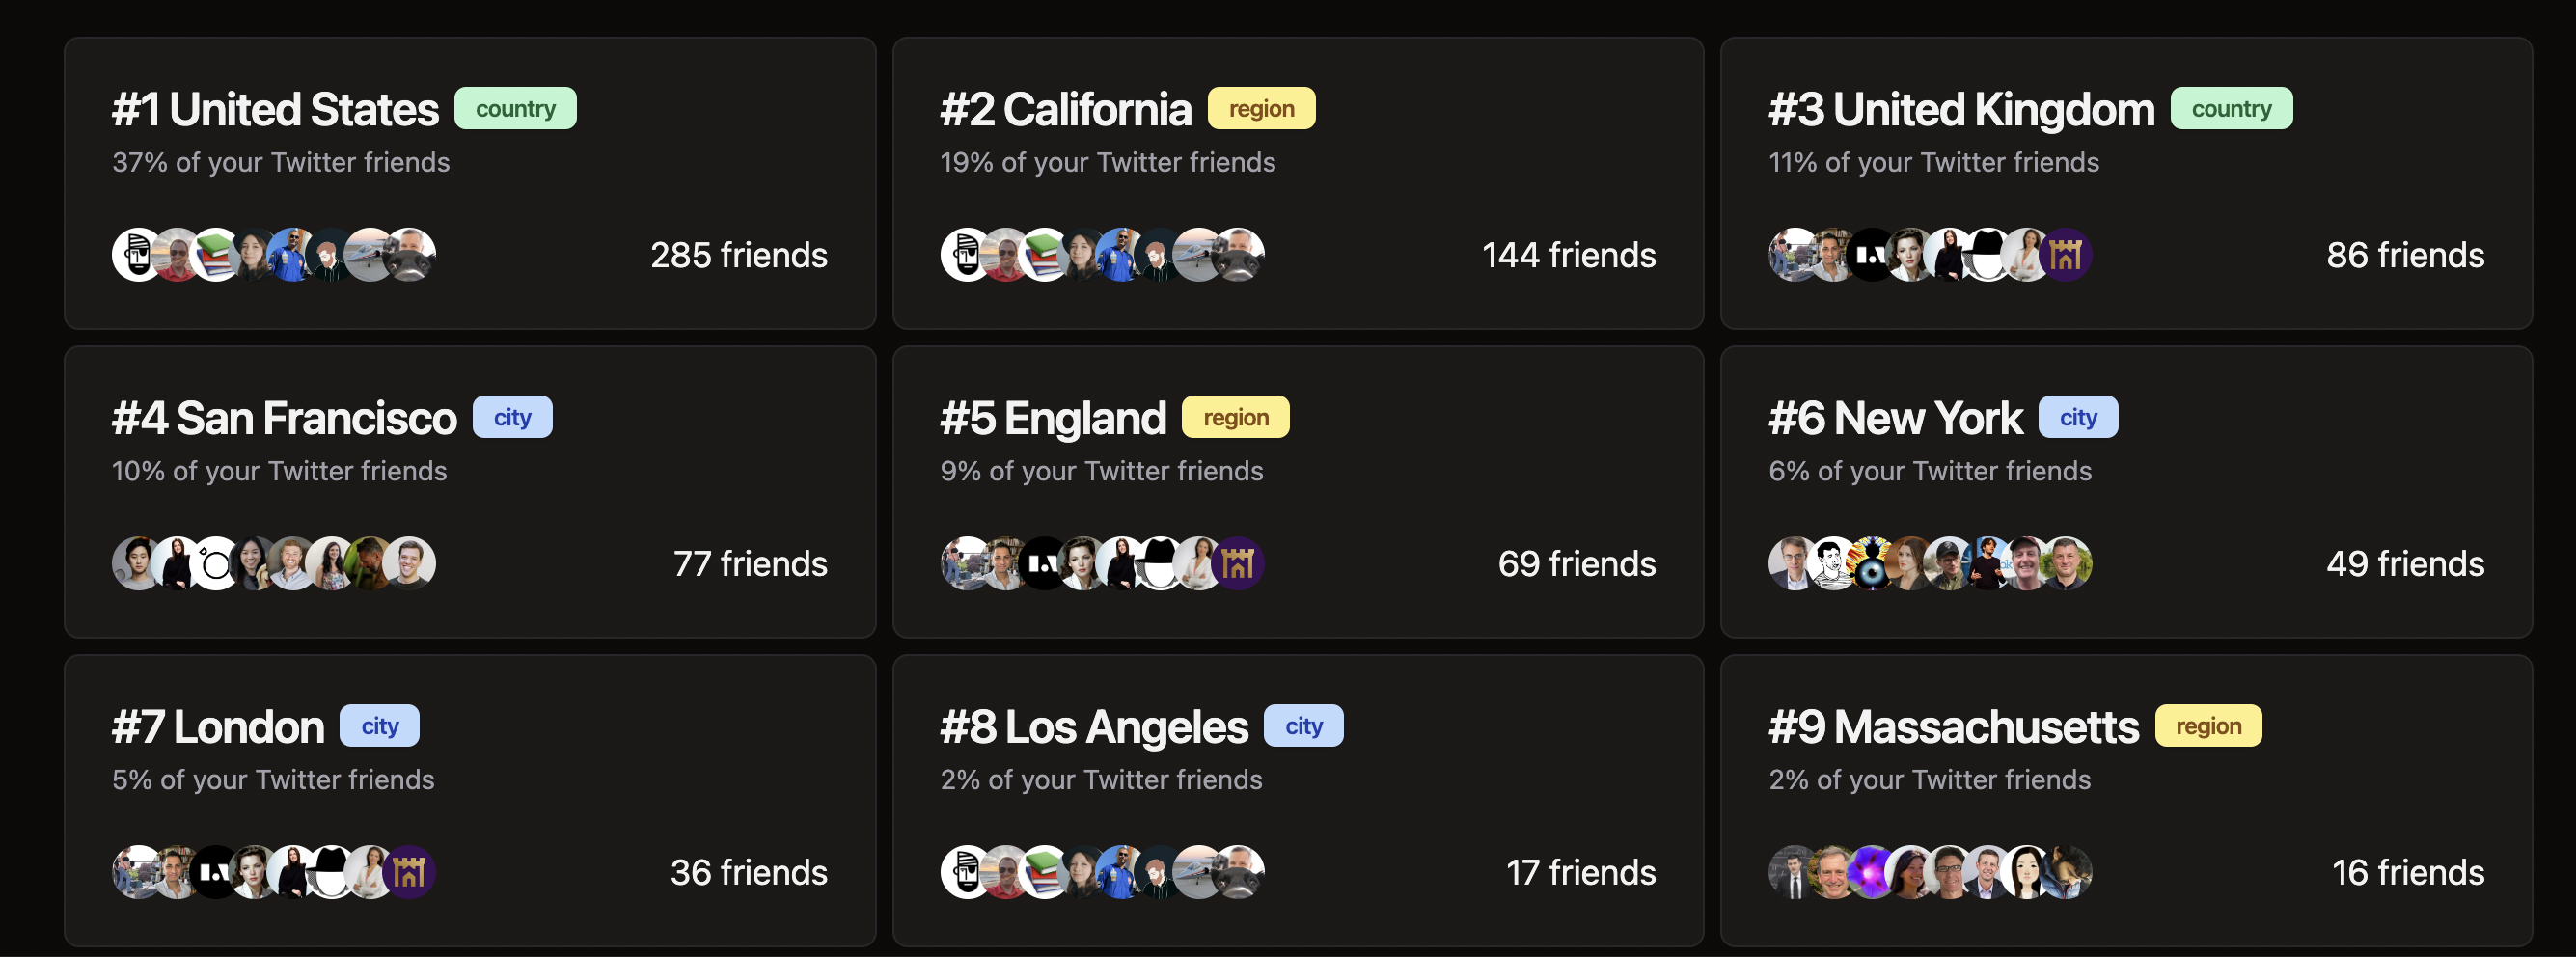 #1 United States country
37% of your Twitter friends
285 friends
#2 California region
19% of your Twitter friends
144 friends
#3 United Kingdom country
11% of your Twitter friends
86 friends
#4 San Francisco city
10% of your Twitter friends
77 friends
#5 England region
9% of your Twitter friends
69 friends
#6 New York city
6% of your Twitter friends
49 friends
#7 London city
5% of your Twitter friends
36 friends
#8 Los Angeles city
2% of your Twitter friends
17 friends
#9 Massachusetts region
2% of your Twitter friends
16 friends